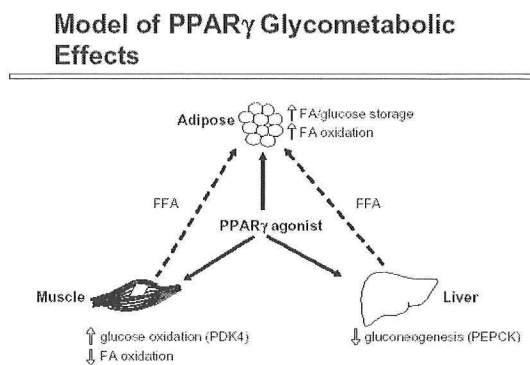 Model of PPARγ Glycometabolic
Effects
Adipose
⇑ FA/glucose storage
⇑ FA oxidation
FFA
FFA
PPARγ agonist
Muscle
Liver
⇑ glucose oxidation (PDK4)
⇓ FA oxidation
⇓ gluconeogenesis (PEPCK)